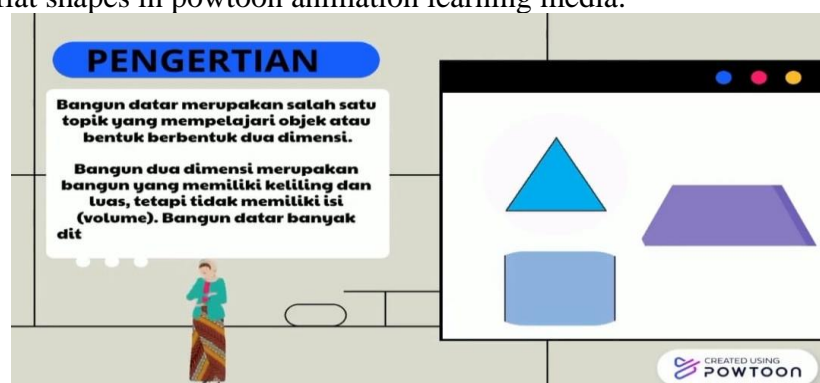 flat shapes in powtoon animation learning media.
PENGERTIAN
Bangun datar merupakan salah satu
topik yang mempelajari objek atau
bentuk berbentuk dua dimensi.
Bangun dua dimensi merupakan
bangun yang memiliki keliling dan
luas, tetapi tidak memiliki isi
(volume). Bangun datar banyak
dit
CREATED USING
POWTOON